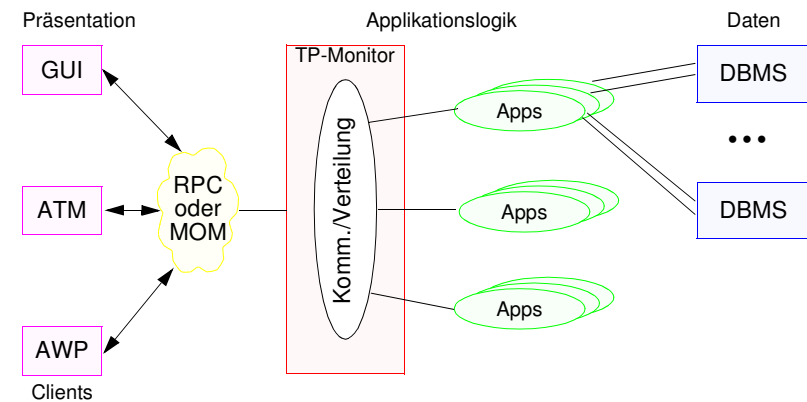 Präsentation
Applikationslogik
Daten
TP-Monitor
GUI
ATM
AWP
Clients
RPC
oder
MOM
Komm./Verteilung
Apps
Apps
Apps
DBMS
•••
DBMS